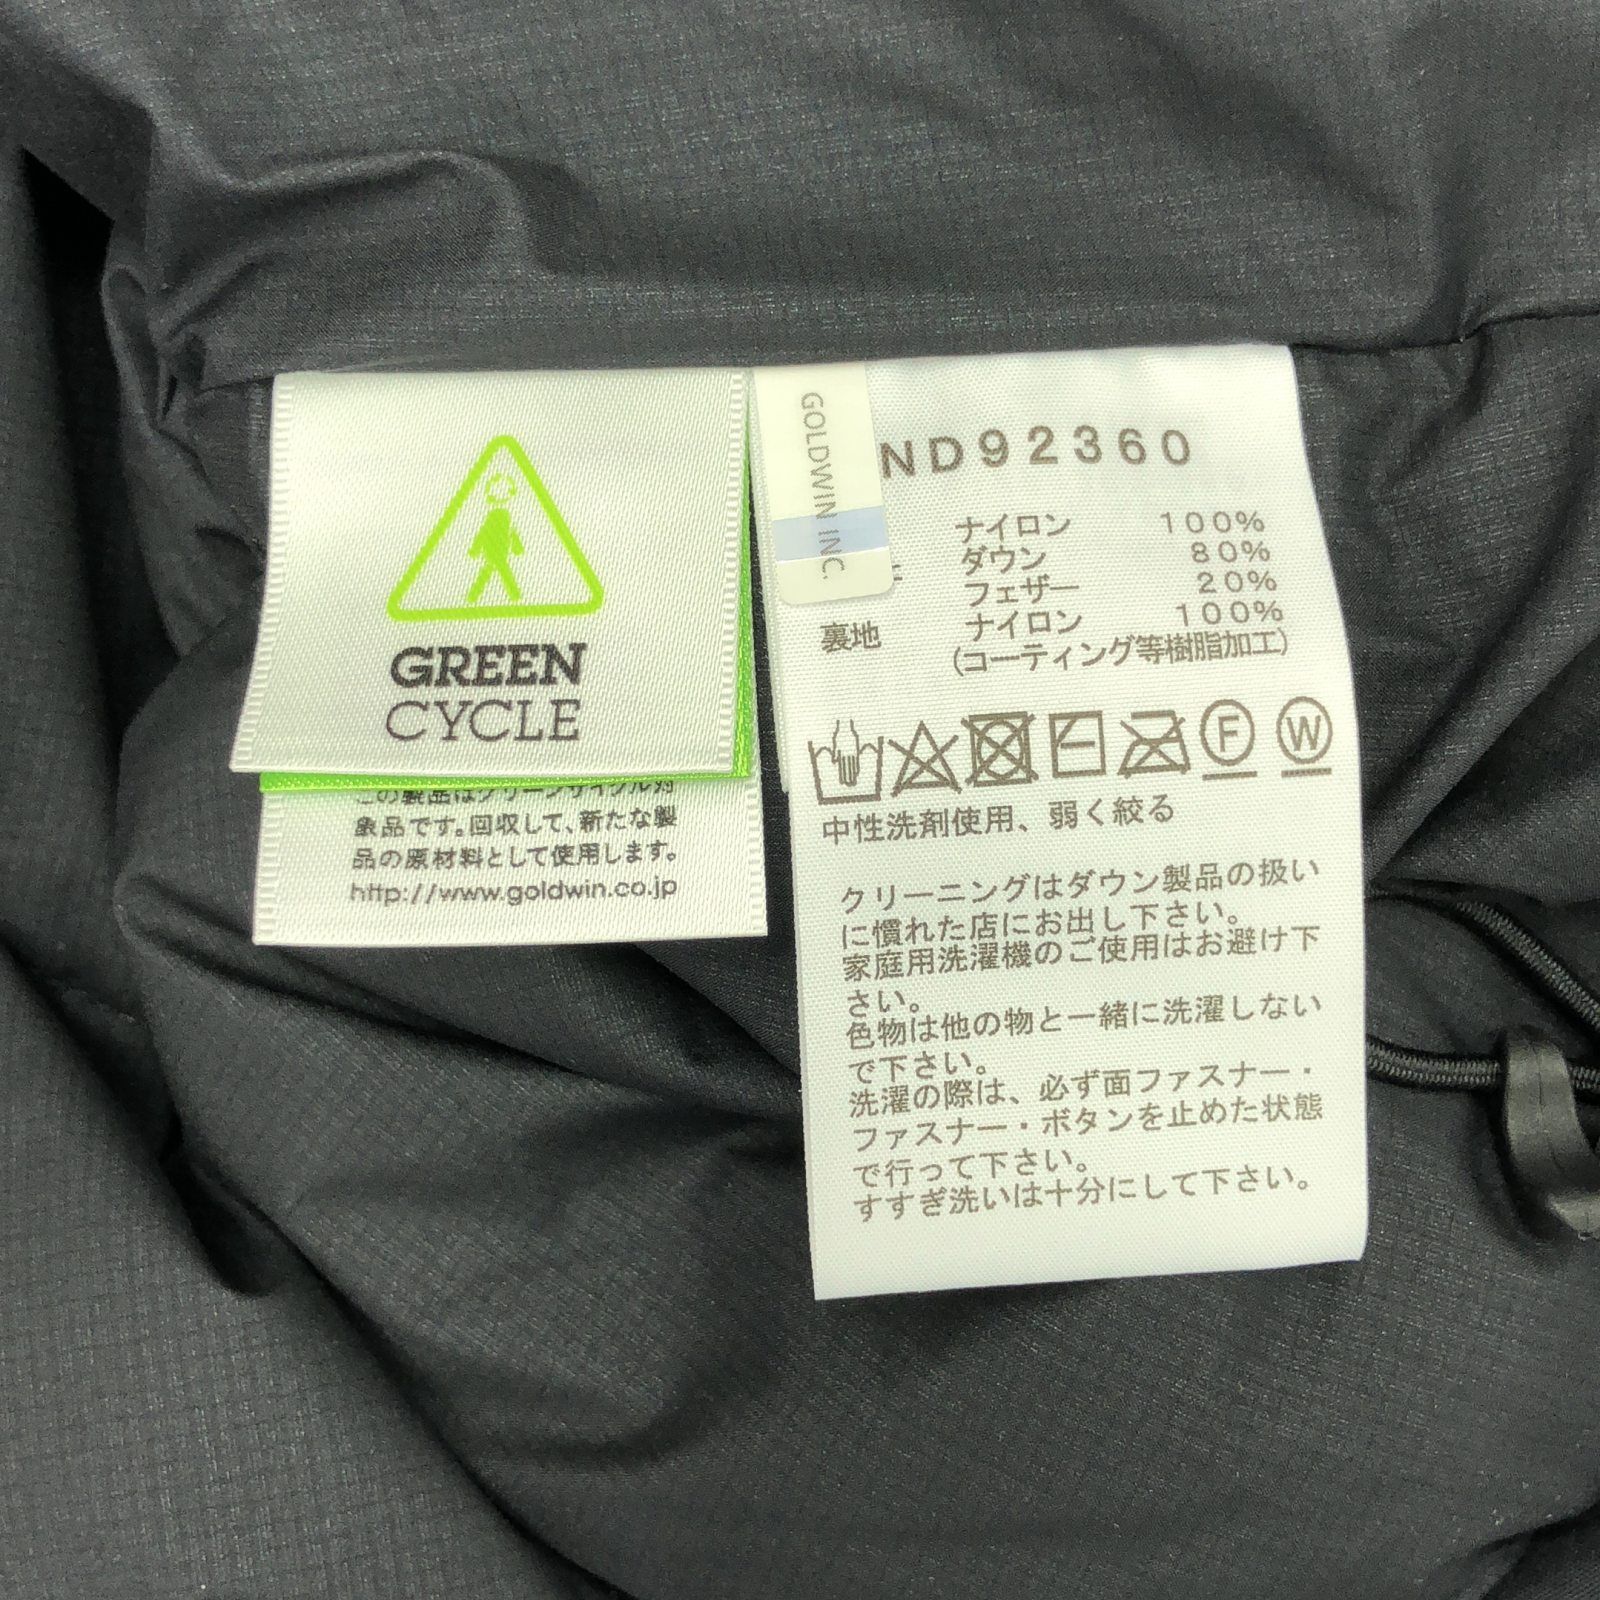 GREEN
CYCLE
この製品はグリーンサイクル対
象品です。回収して、新たな製
品の原材料として使用します。
http://www.goldwin.co.jp
GOLDWIN INC.
ND92360
ナイロン 100%
ダウン 80%
フェザー 20%
裏地 ナイロン 100%
(コーティング等樹脂加工)
F W
中性洗剤使用、弱く絞る
クリーニングはダウン製品の扱い
に慣れた店にお出し下さい。
家庭用洗濯機のご使用はお避け下
さい。
色物は他の物と一緒に洗濯しない
で下さい。
洗濯の際は、必ず面ファスナー・
ファスナー・ボタンを止めた状態
で行って下さい。
すすぎ洗いは十分にして下さい。